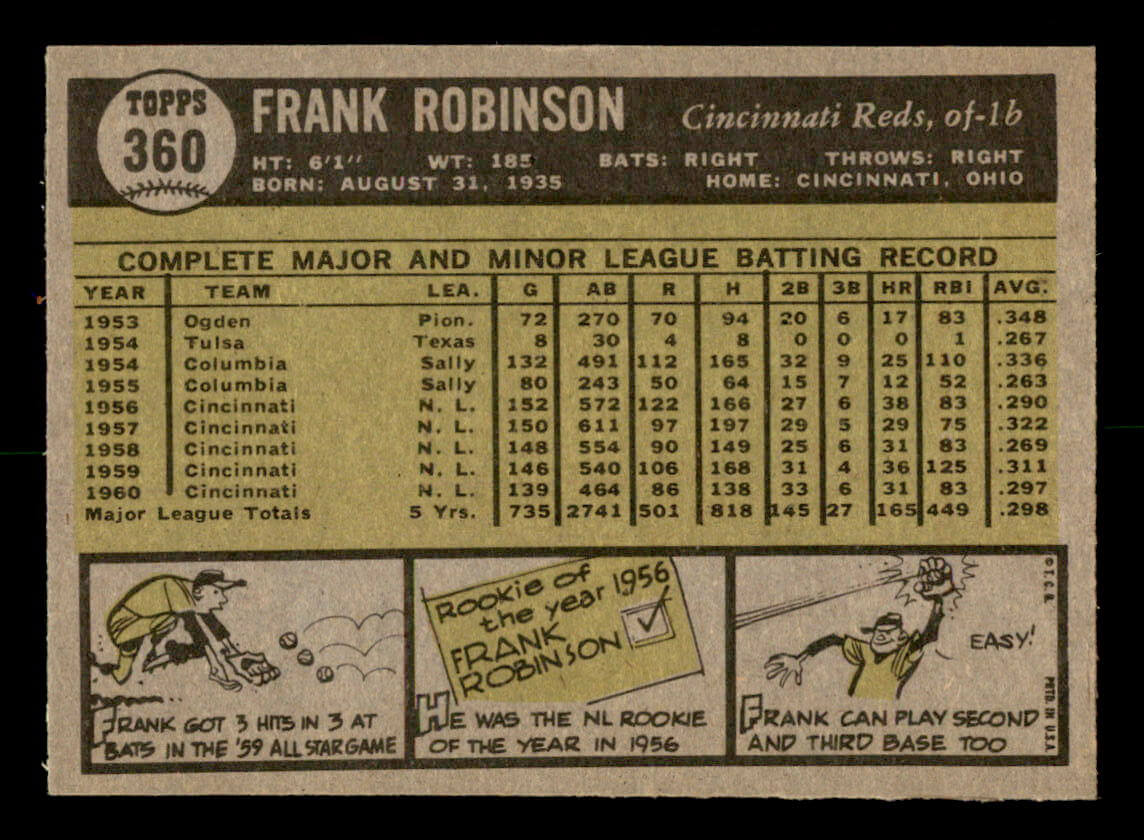 TOPPS
360
FRANK ROBINSON Cincinnati Reds, of-1b
HT: 6'1'' WT: 185 BATS: RIGHT THROWS: RIGHT
BORN: AUGUST 31, 1935 HOME: CINCINNATI, OHIO
COMPLETE MAJOR AND MINOR LEAGUE BATTING RECORD
YEAR TEAM LEA. G AB R H 2B 3B HR RBI AVG.
1953 Ogden Pion. 72 270 70 94 20 6 17 83 .348
1954 Tulsa Texas 8 30 4 8 0 0 0 1 .267
1954 Columbia Sally 132 491 112 165 32 9 25 110 .336
1955 Columbia Sally 80 243 50 64 15 7 12 52 .263
1956 Cincinnati N. L. 152 572 122 166 27 6 38 83 .290
1957 Cincinnati N. L. 150 611 97 197 29 5 29 75 .322
1958 Cincinnati N. L. 148 554 90 149 25 6 31 83 .269
1959 Cincinnati N. L. 146 540 106 168 31 4 36 125 .311
1960 Cincinnati N. L. 139 464 86 138 33 6 31 83 .297
Major League Totals 5 Yrs. 735 2741 501 818 145 27 165 449 .298
FRANK GOT 3 HITS IN 3 AT
BATS IN THE '59 ALL STAR GAME
Rookie of
the year 1956
FRANK
ROBINSON
HE WAS THE NL ROOKIE
OF THE YEAR IN 1956
EASY!
FRANK CAN PLAY SECOND
AND THIRD BASE TOO
©T.C.G. PRTD. IN U.S.A.